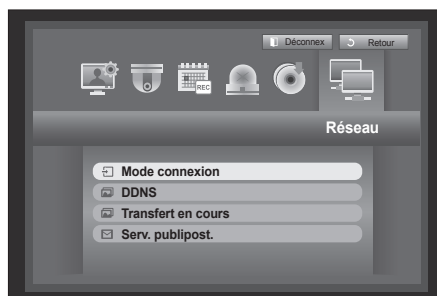 Déconnex Retour
REC
Réseau
Mode connexion
DDNS
Transfert en cours
Serv. publipost.